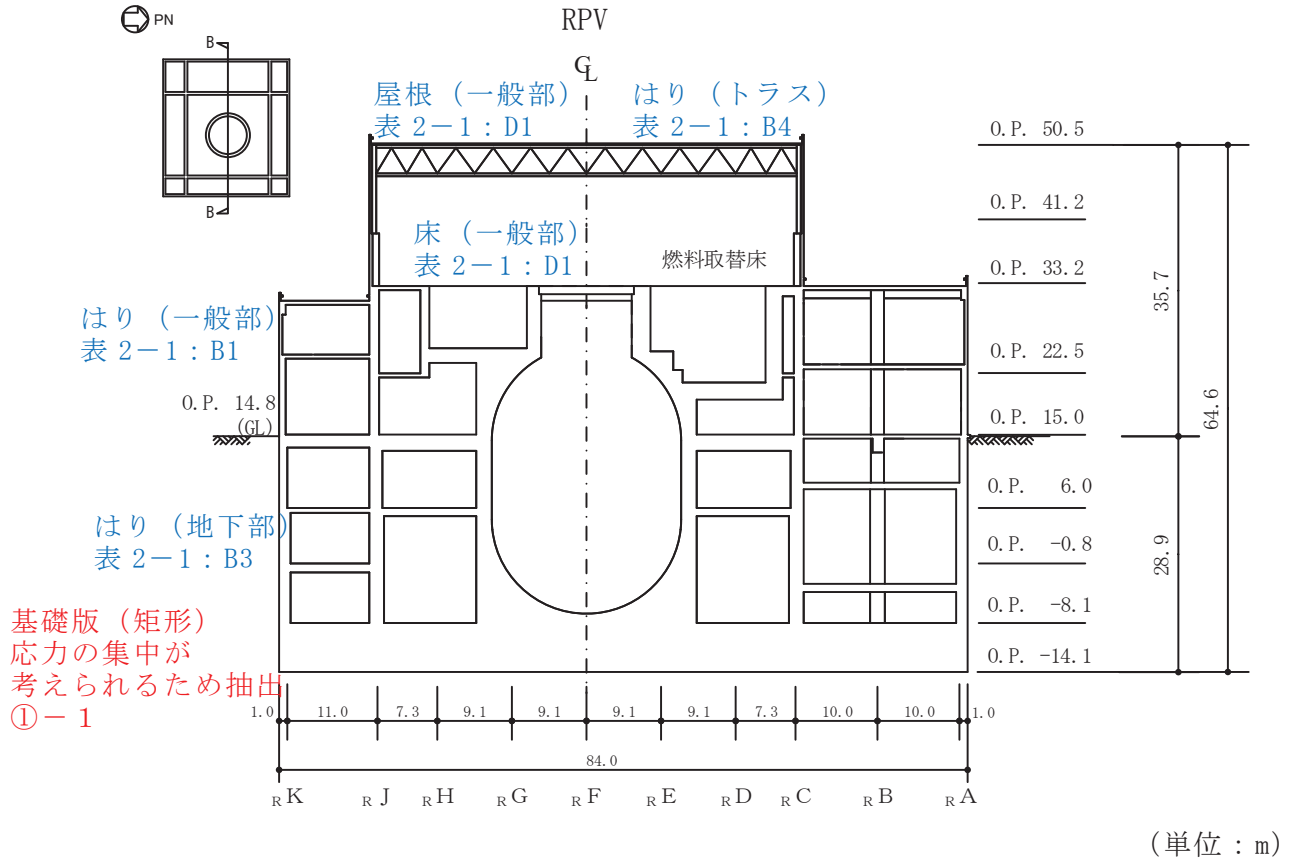 PN
RPV
B
B
℄
屋根（一般部）
表 2－1：D1
はり（トラス）
表 2－1：B4
O.P. 50.5
O.P. 41.2
床（一般部）
表 2－1：D1
燃料取替床
O.P. 33.2
35.7
はり（一般部）
表 2－1：B1
O.P. 22.5
64.6
O.P. 14.8
(GL)
O.P. 15.0
O.P. 6.0
はり（地下部）
表 2－1：B3
O.P. -0.8
28.9
O.P. -8.1
基礎版（矩形）
応力の集中が
考えられるため抽出
①－1
O.P. -14.1
1.0 11.0 7.3 9.1 9.1 9.1 9.1 7.3 10.0 10.0 1.0
84.0
RK RJ RH RG RF RE RD RC RB RA
（単位：m）